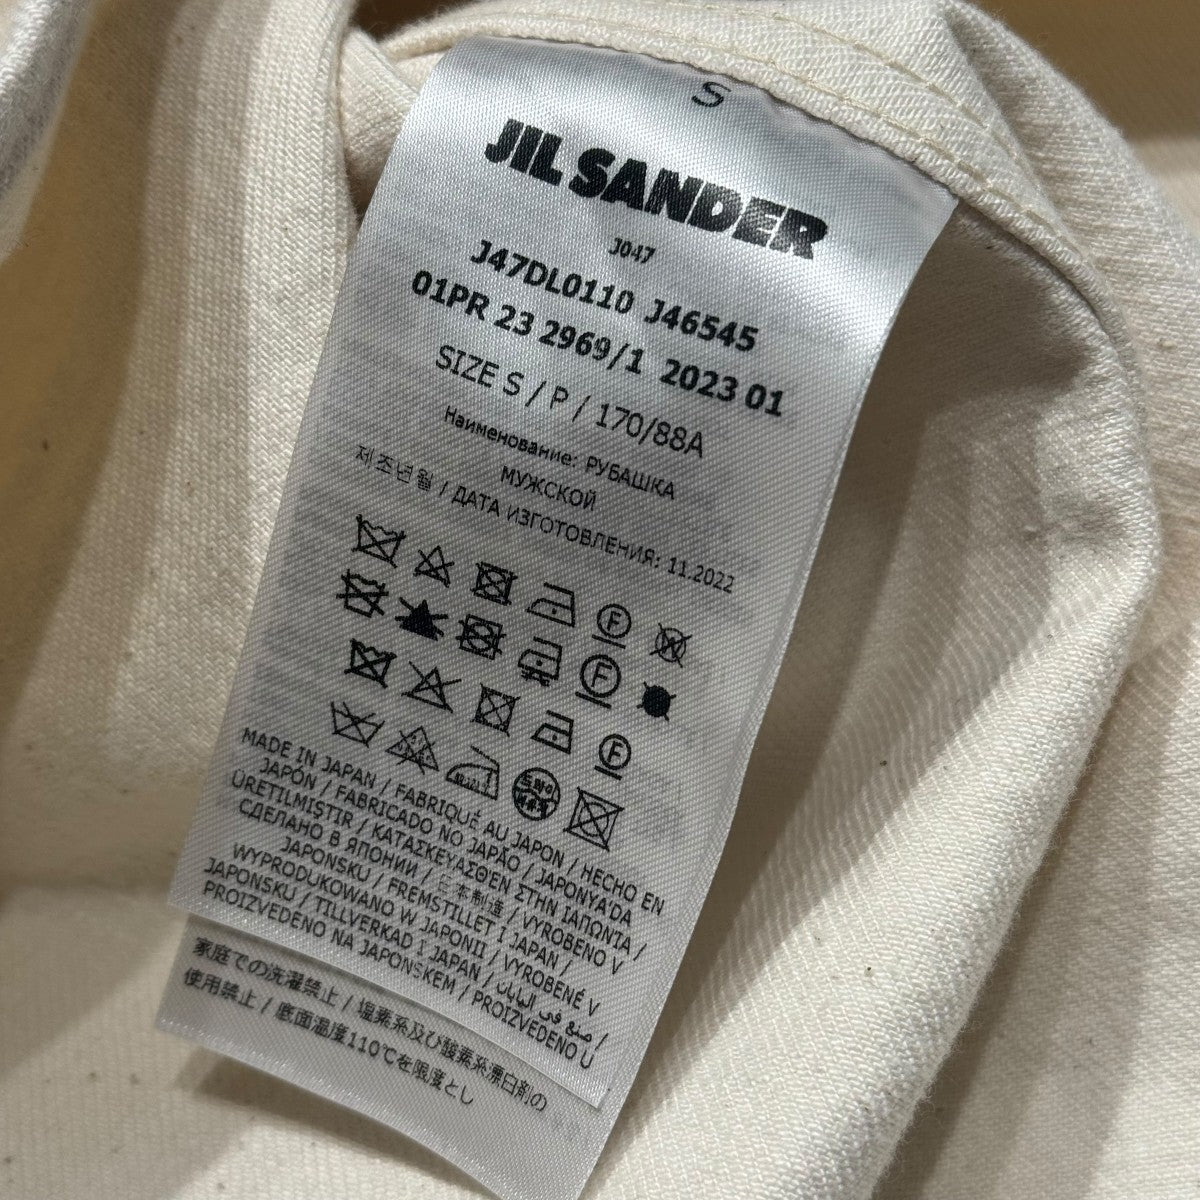 S
JIL SANDER
J047
J47DL0110 J46545
01PR 23 2969/1 2023 01
SIZE S / P / 170/88A
Наименование: РУБАШКА
МУЖСКОЙ
제조년월 / ДАТА ИЗГОТОВЛЕНИЯ: 11.2022
F
W
F
F
드라이
MADE IN JAPAN / FABRIQUÉ AU JAPON / HECHO EN
JAPÓN / FABRICADO NO JAPÃO / JAPONYA'DA
ÜRETILMIŞTIR / ΚΑΤΑΣΚΕΥΑΣΘΕΝ ΣΤΗΝ ΙΑΠΩΝΙΑ /
СДЕЛАНО В ЯПОНИИ / 日本制造 / VYROBENO V
JAPONSKU / FREMSTILLET I JAPAN /
WYPRODUKOWANO W JAPONII / VYROBENÉ V
JAPONSKU / TILLVERKAD I JAPAN / صنع في اليابان /
PROIZVEDENO NA JAPONSKEM / PROIZVEDENO U
家庭での洗濯禁止 / 塩素系及び酸素系漂白剤の
使用禁止 / 底面温度110℃を限度とし